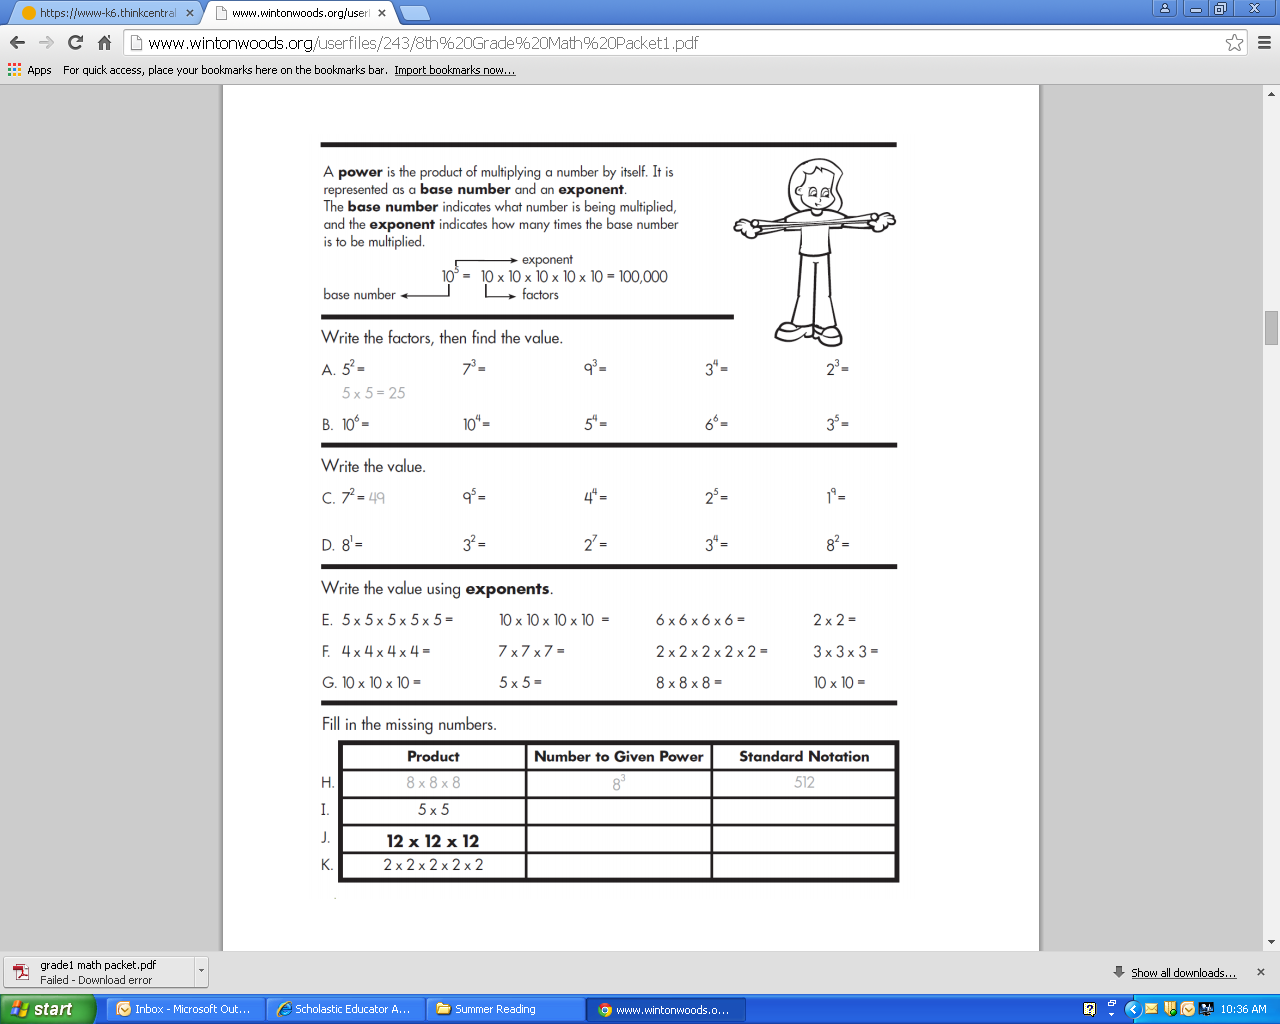 https://www-k6.thinkcentral
www.wintonwoods.org/userf
www.wintonwoods.org/userfiles/243/8th%20Grade%20Math%20Packet1.pdf
Apps For quick access, place your bookmarks here on the bookmarks bar. Import bookmarks now...
A power is the product of multiplying a number by itself. It is
represented as a base number and an exponent.
The base number indicates what number is being multiplied,
and the exponent indicates how many times the base number
is to be multiplied.
exponent
10⁵ = 10 x 10 x 10 x 10 x 10 = 100,000
base number factors
Write the factors, then find the value.
A. 5² = 7³ = 9³ = 3⁴ = 2³ =
5 x 5 = 25
B. 10⁶ = 10⁴ = 5⁴ = 6⁶ = 3⁵ =
Write the value.
C. 7² = 49 9⁵ = 4⁴ = 2⁵ = 1⁹ =
D. 8¹ = 3² = 2⁷ = 3⁴ = 8² =
Write the value using exponents.
E. 5 x 5 x 5 x 5 x 5 = 10 x 10 x 10 x 10 = 6 x 6 x 6 x 6 = 2 x 2 =
F. 4 x 4 x 4 x 4 = 7 x 7 x 7 = 2 x 2 x 2 x 2 x 2 = 3 x 3 x 3 =
G. 10 x 10 x 10 = 5 x 5 = 8 x 8 x 8 = 10 x 10 =
Fill in the missing numbers.
Product Number to Given Power Standard Notation
H. 8 x 8 x 8 8³ 512
I. 5 x 5
J. 12 x 12 x 12
K. 2 x 2 x 2 x 2 x 2
grade1 math packet.pdf
Failed - Download error
Show all downloads...
start Inbox - Microsoft Out... Scholastic Educator A... Summer Reading www.wintonwoods.o... 10:36 AM